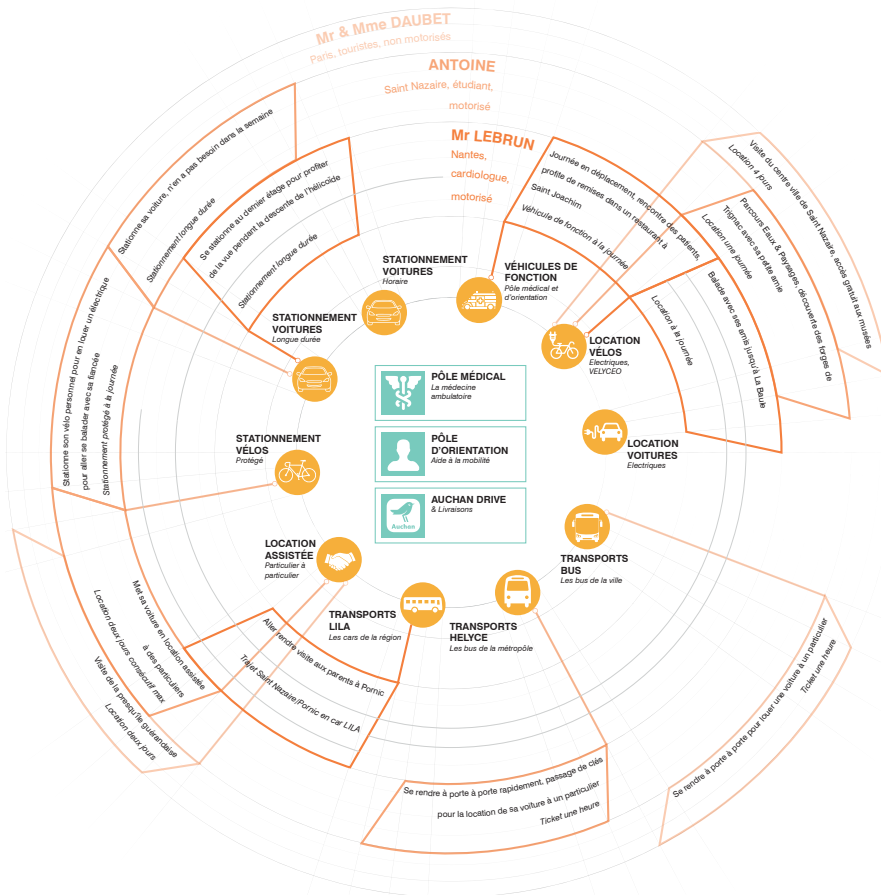 Mr & Mme DAUBET
Paris, touristes, non motorisés
ANTOINE
Saint Nazaire, étudiant,
motorisé
Mr LEBRUN
Nantes,
cardiologue,
motorisé
Stationne sa voiture, n'en a pas besoin dans la semaine
Stationnement longue durée
Se stationne au dernier étage pour profiter
de la vue pendant la descente de l'hélicoïde
Stationnement longue durée
Journée en déplacement, rencontre des patients,
profite de remises dans un restaurant à
Saint Joachim
Véhicule de fonction à la journée
Visite du centre ville de Saint Nazaire, accès gratuit aux musées
Location 4 jours
Parcours Eaux & Paysages, découverte des forges de
Trignac avec sa petite amie
Location une journée
Balade avec ses amis jusqu'à La Baule
Location à la journée
STATIONNEMENT
VOITURES
Horaire
VÉHICULES DE
FONCTION
Pôle médical et
d'orientation
STATIONNEMENT
VOITURES
Longue durée
LOCATION
VÉLOS
Electriques,
VELYCEO
PÔLE MÉDICAL
La médecine
ambulatoire
PÔLE
D'ORIENTATION
Aide à la mobilité
Auchan
AUCHAN DRIVE
& Livraisons
STATIONNEMENT
VÉLOS
Protégé
LOCATION
VOITURES
Electriques
LOCATION
ASSISTÉE
Particulier à
particulier
TRANSPORTS
BUS
Les bus de la ville
TRANSPORTS
LILA
Les cars de la région
TRANSPORTS
HELYCE
Les bus de la métropôle
Stationne son vélo personnel pour en louer un électrique
pour aller se balader avec sa fiancée
Stationnement protégé à la journée
Met sa voiture en location assistée
à des particuliers
Location deux jours consécutif max
Visite de la presqu'île guérandaise
Location deux jours
Aller rendre visite aux parents à Pornic
Trajet Saint Nazaire/Pornic en car LILA
Se rendre à porte à porte rapidement, passage de clés
pour la location de sa voiture à un particulier
Ticket une heure
Se rendre à porte à porte pour louer une voiture à un particulier
Ticket une heure